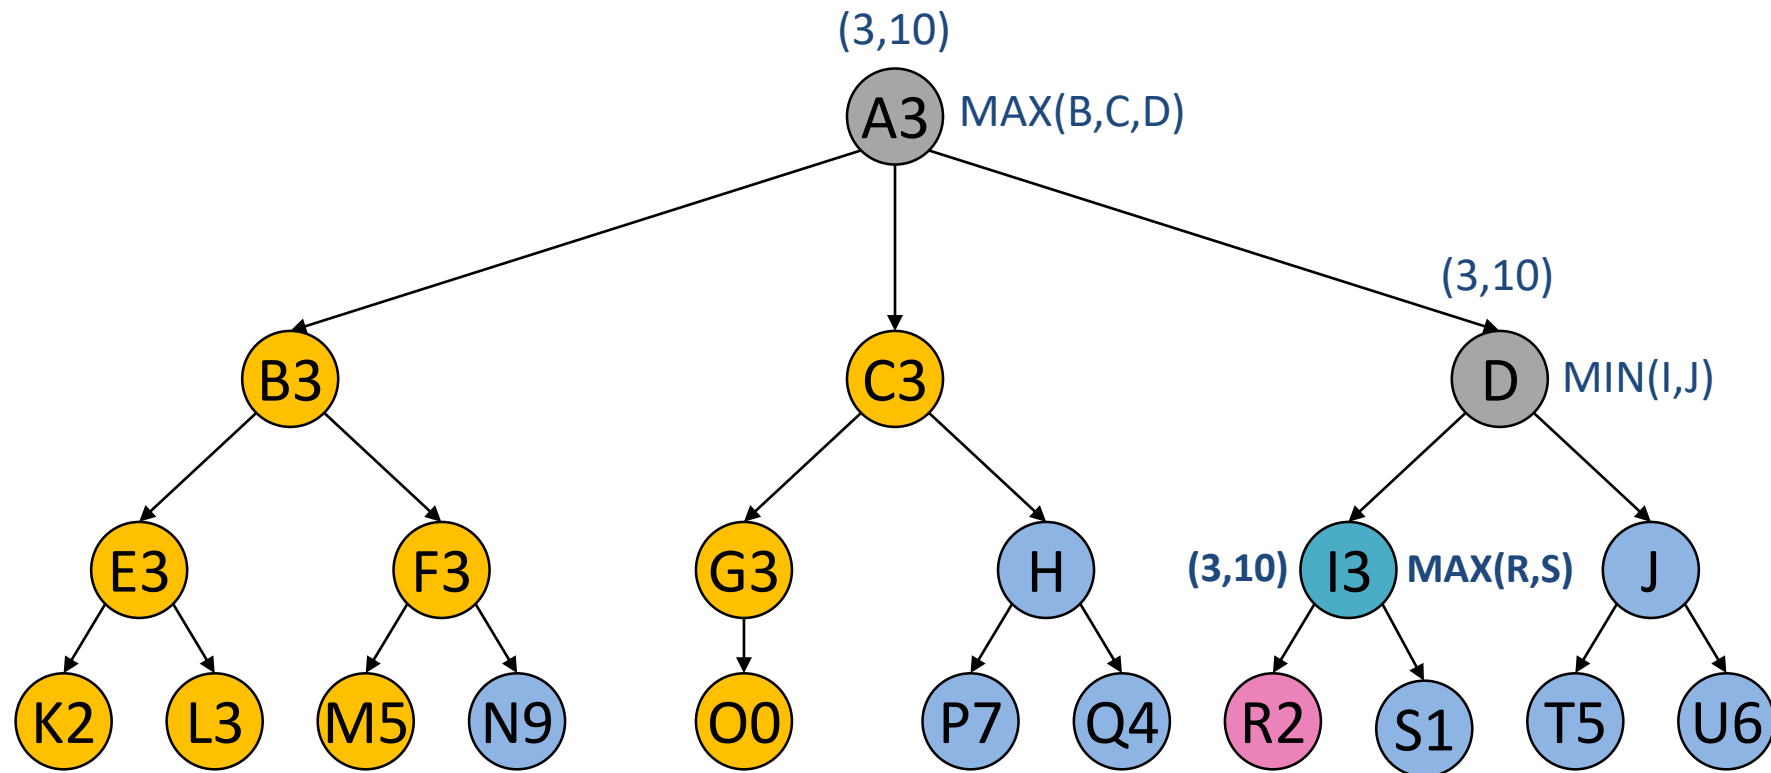 (3,10)
A3 MAX(B,C,D)
(3,10)
B3 C3 D MIN(I,J)
E3 F3 G3 H (3,10) I3 MAX(R,S) J
K2 L3 M5 N9 O0 P7 Q4 R2 S1 T5 U6